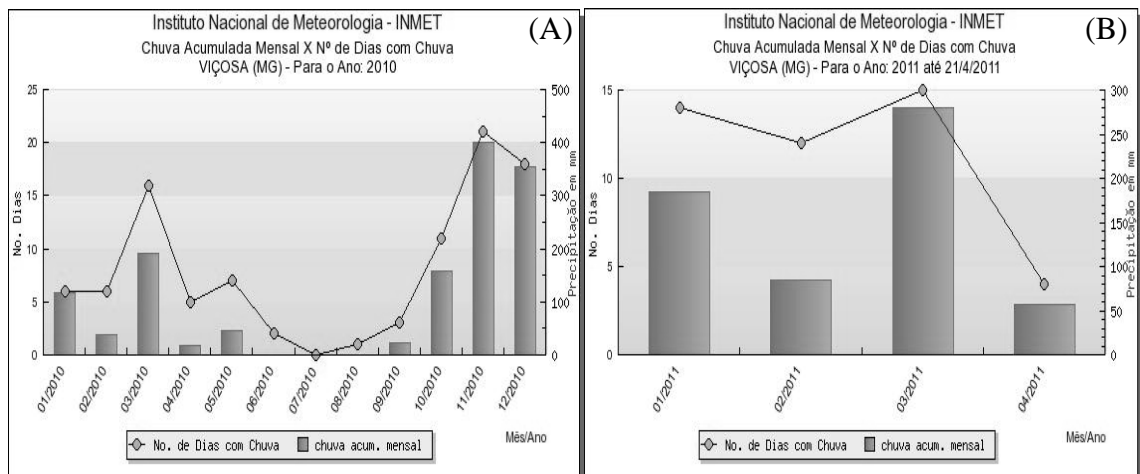 Instituto Nacional de Meteorologia - INMET
(A)
Chuva Acumulada Mensal X Nº de Dias com Chuva
VIÇOSA (MG) - Para o Ano: 2010
No. Dias
25
20
15
10
5
0
500
400
300
200
100
0
Precipitação em mm
01/2010
02/2010
03/2010
04/2010
05/2010
06/2010
07/2010
08/2010
09/2010
10/2010
11/2010
12/2010
Mês/Ano
No. de Dias com Chuva
chuva acum. mensal
Instituto Nacional de Meteorologia - INMET
(B)
Chuva Acumulada Mensal X Nº de Dias com Chuva
VIÇOSA (MG) - Para o Ano: 2011 até 21/4/2011
No. Dias
15
10
5
0
300
250
200
150
100
50
0
Precipitação em mm
01/2011
02/2011
03/2011
04/2011
Mês/Ano
No. de Dias com Chuva
chuva acum. mensal